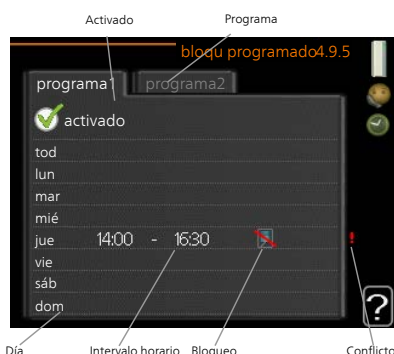 Activado
Programa
bloqu programado4.9.5
programa1
programa2
activado
tod
lun
mar
mié
jue 14:00 - 16:30 !
vie
sáb
dom
?
Día
Intervalo horario
Bloqueo
Conflicto